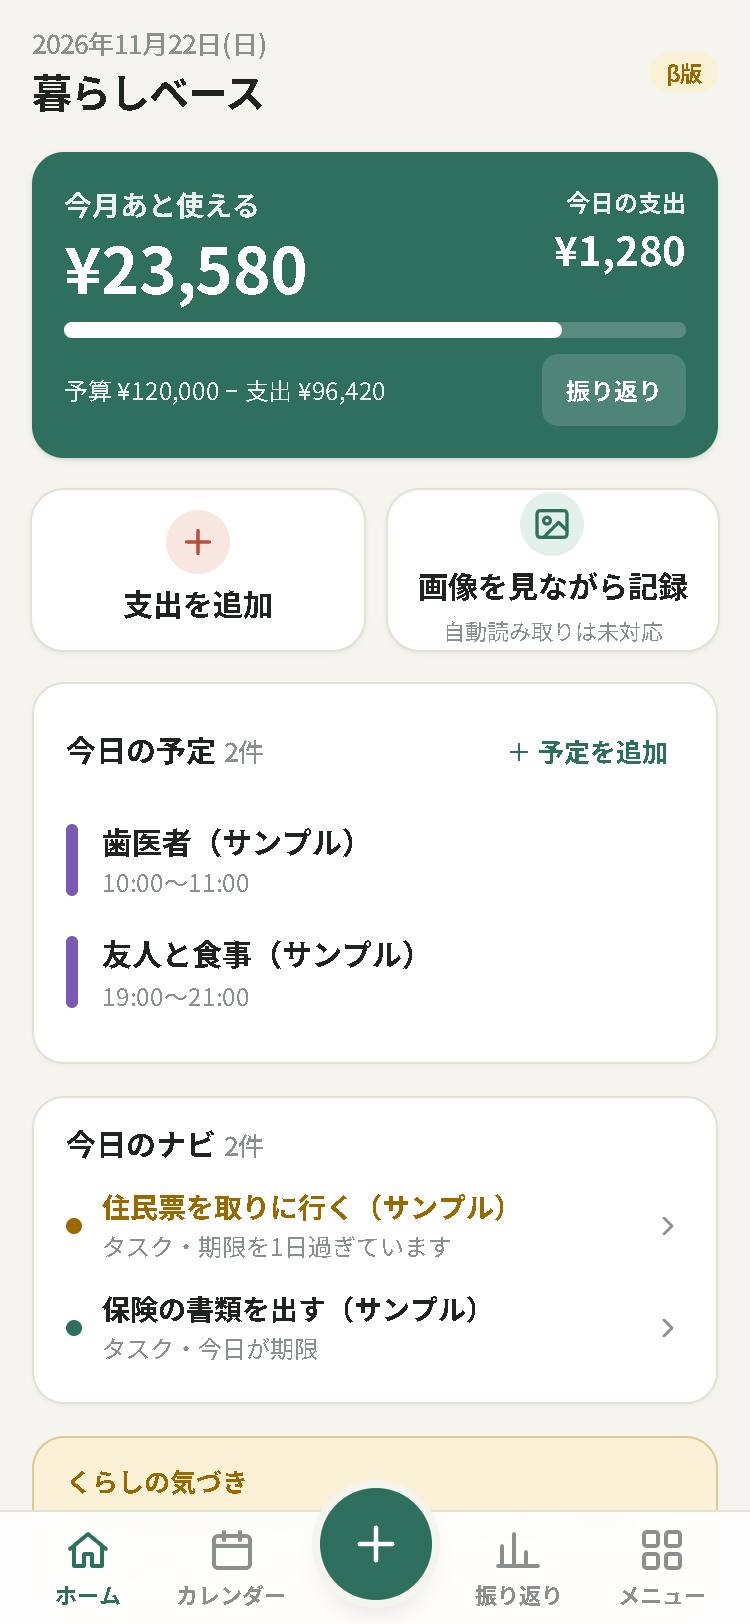 2026年11月22日(日)
暮らしベース
β版
今月あと使える
¥23,580
今日の支出
¥1,280
予算 ¥120,000 − 支出 ¥96,420
振り返り
支出を追加
画像を見ながら記録
自動読み取りは未対応
今日の予定 2件
＋ 予定を追加
歯医者（サンプル）
10:00〜11:00
友人と食事（サンプル）
19:00〜21:00
今日のナビ 2件
住民票を取りに行く（サンプル）
タスク・期限を1日過ぎています
保険の書類を出す（サンプル）
タスク・今日が期限
くらしの気づき
ホーム
カレンダー
振り返り
メニュー